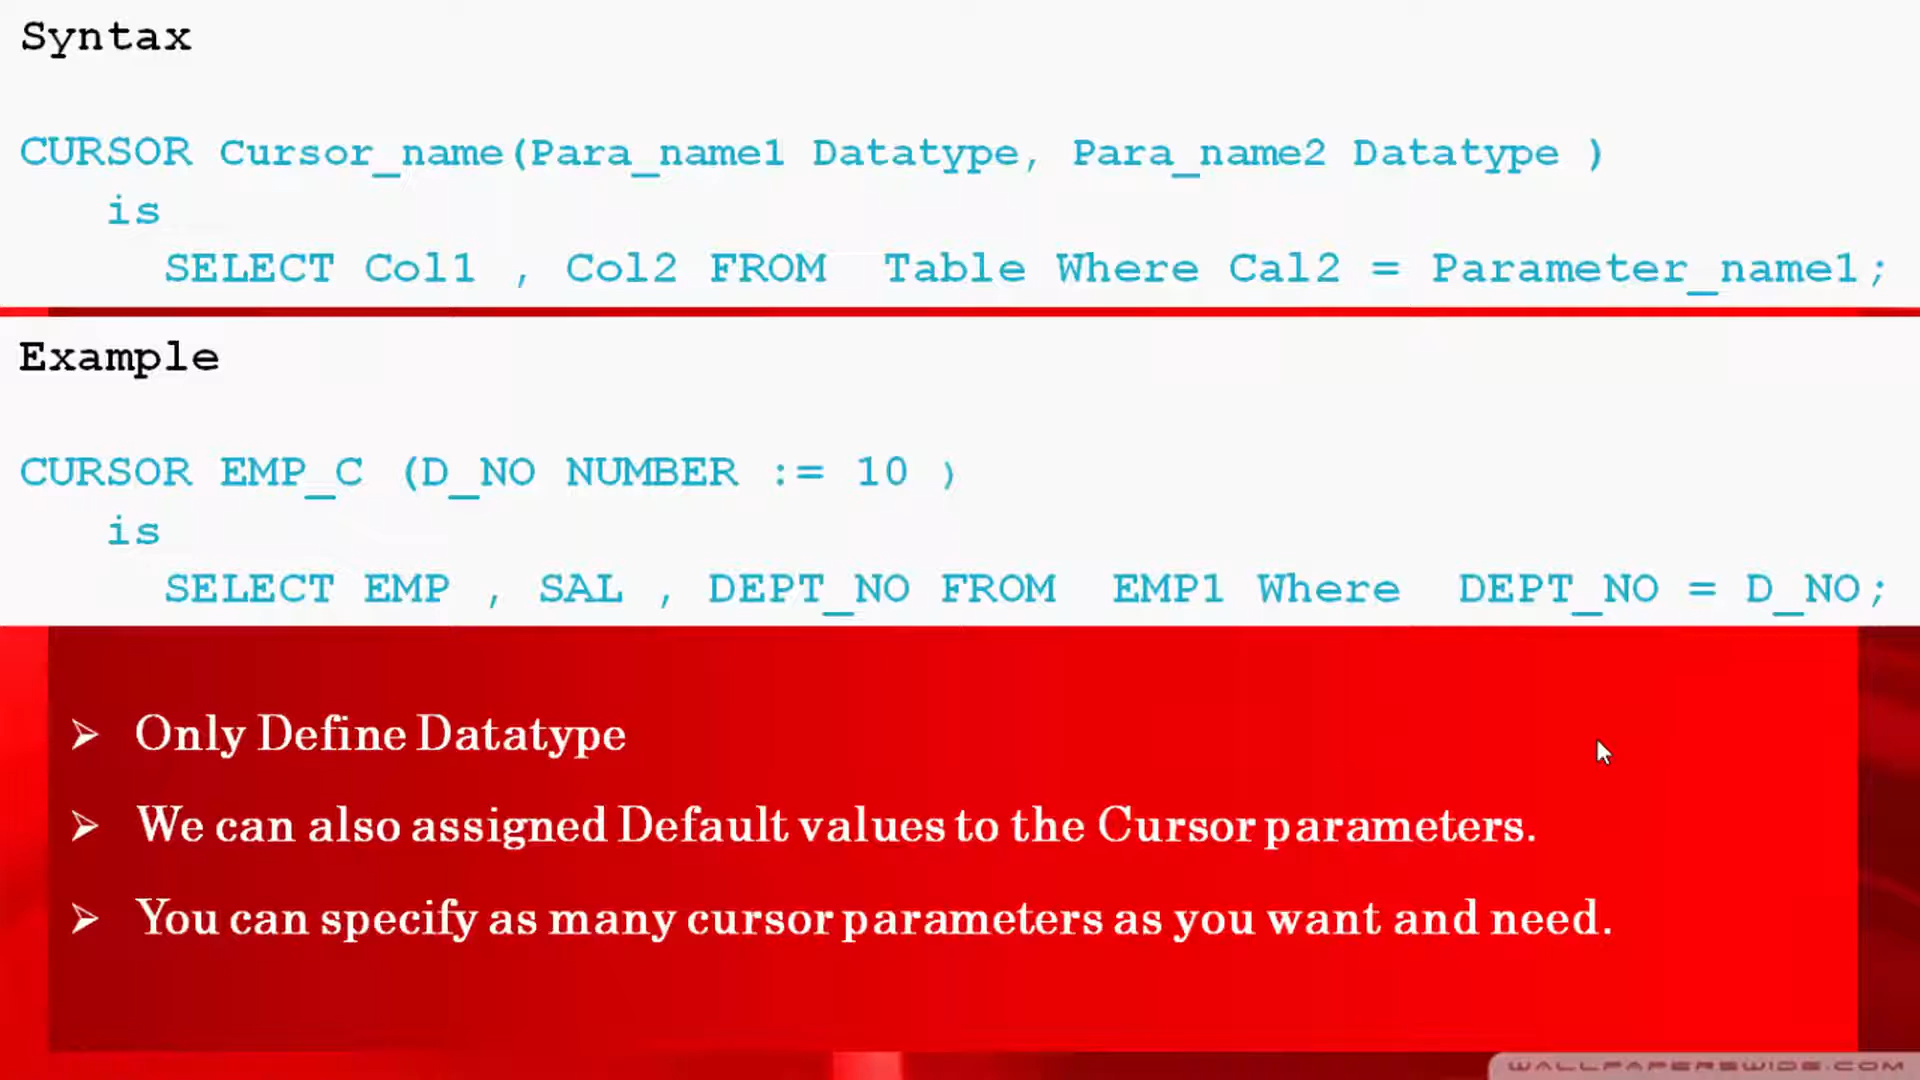 Syntax
CURSOR Cursor_name(Para_name1 Datatype, Para_name2 Datatype )
is
SELECT Col1 , Col2 FROM Table Where Cal2 = Parameter_name1;
Example
CURSOR EMP_C (D_NO NUMBER := 10 )
is
SELECT EMP , SAL , DEPT_NO FROM EMP1 Where DEPT_NO = D_NO;
➢ Only Define Datatype
➢ We can also assigned Default values to the Cursor parameters.
➢ You can specify as many cursor parameters as you want and need.
WALLPAPERSWIDE.COM